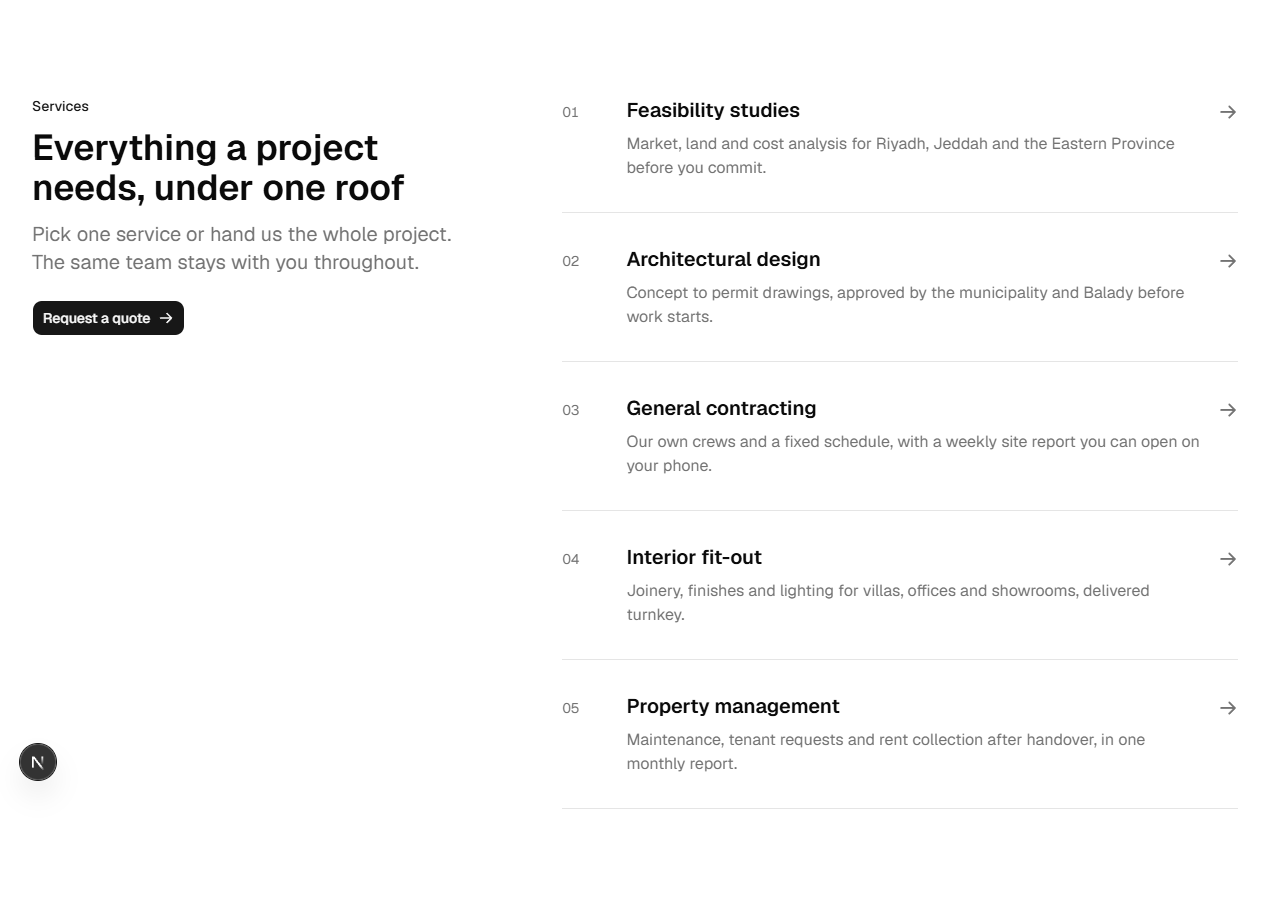 Services
Everything a project
needs, under one roof
Pick one service or hand us the whole project.
The same team stays with you throughout.
Request a quote
01
Feasibility studies
Market, land and cost analysis for Riyadh, Jeddah and the Eastern Province
before you commit.
02
Architectural design
Concept to permit drawings, approved by the municipality and Balady before
work starts.
03
General contracting
Our own crews and a fixed schedule, with a weekly site report you can open on
your phone.
04
Interior fit-out
Joinery, finishes and lighting for villas, offices and showrooms, delivered
turnkey.
05
Property management
Maintenance, tenant requests and rent collection after handover, in one
monthly report.
N